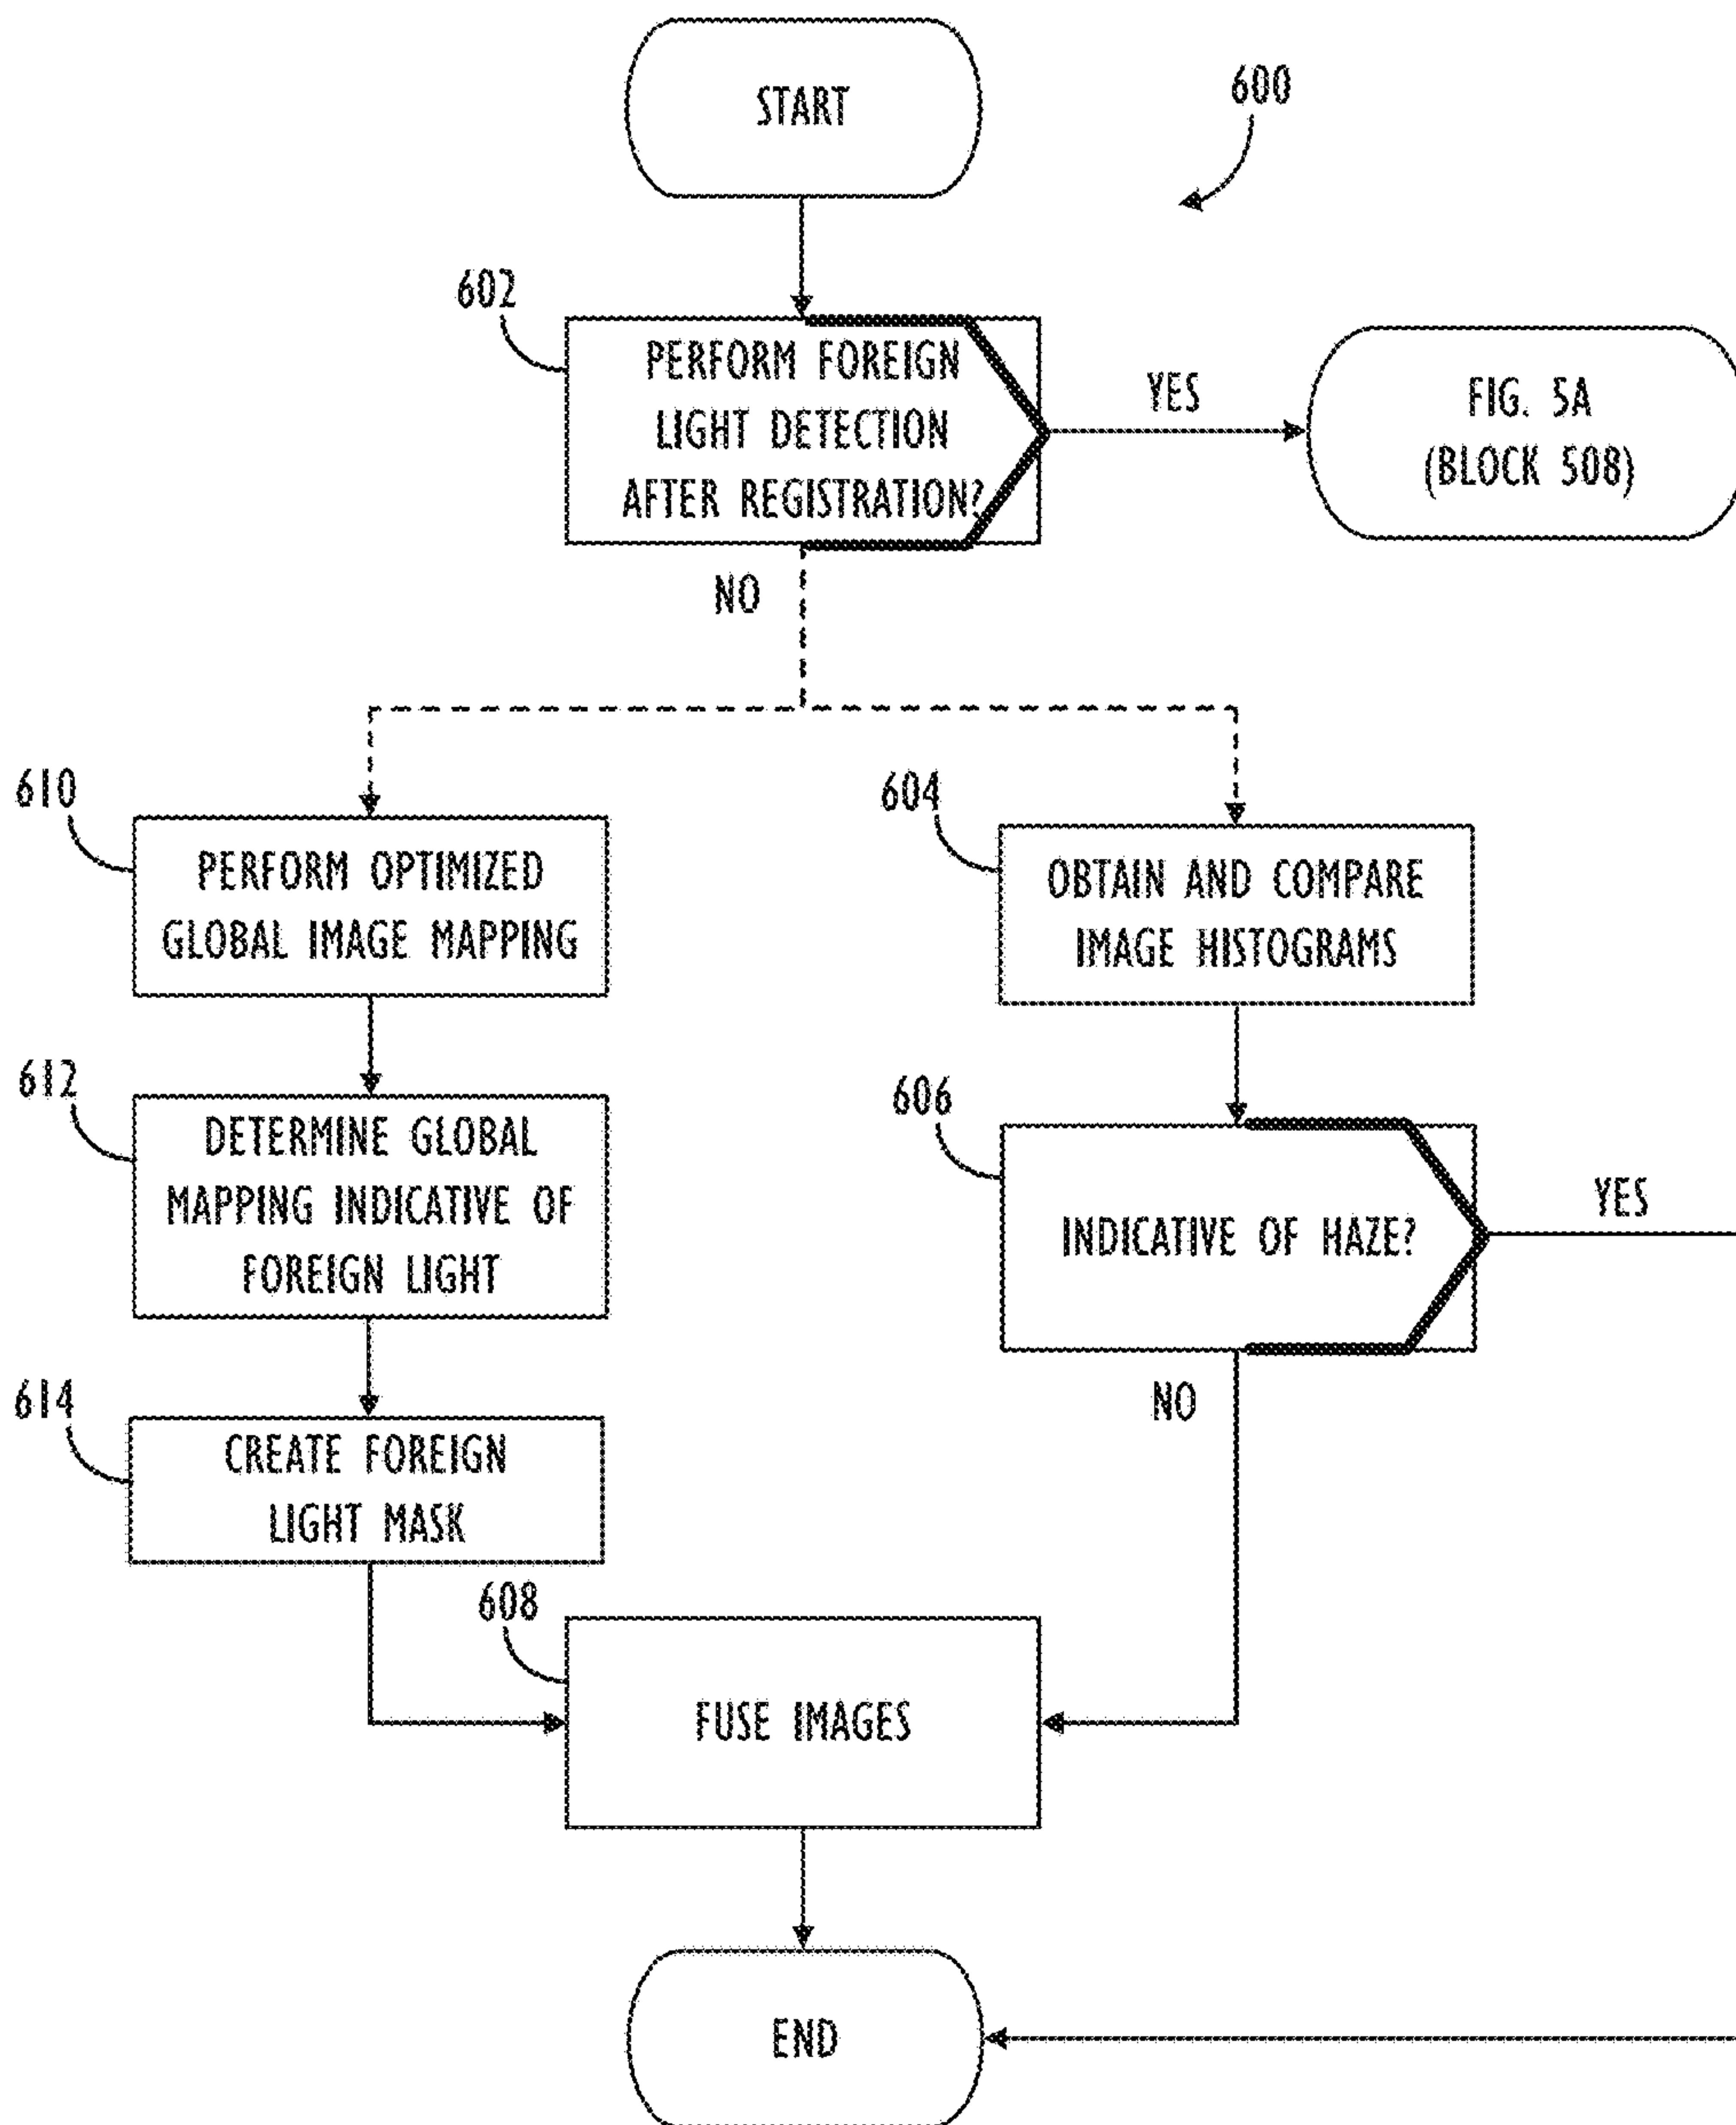 START
600
602
PERFORM FOREIGN
LIGHT DETECTION
AFTER REGISTRATION?
YES
FIG. 5A
(BLOCK 508)
NO
610
PERFORM OPTIMIZED
GLOBAL IMAGE MAPPING
604
OBTAIN AND COMPARE
IMAGE HISTOGRAMS
612
DETERMINE GLOBAL
MAPPING INDICATIVE OF
FOREIGN LIGHT
606
INDICATIVE OF HAZE?
YES
NO
614
CREATE FOREIGN
LIGHT MASK
608
FUSE IMAGES
END